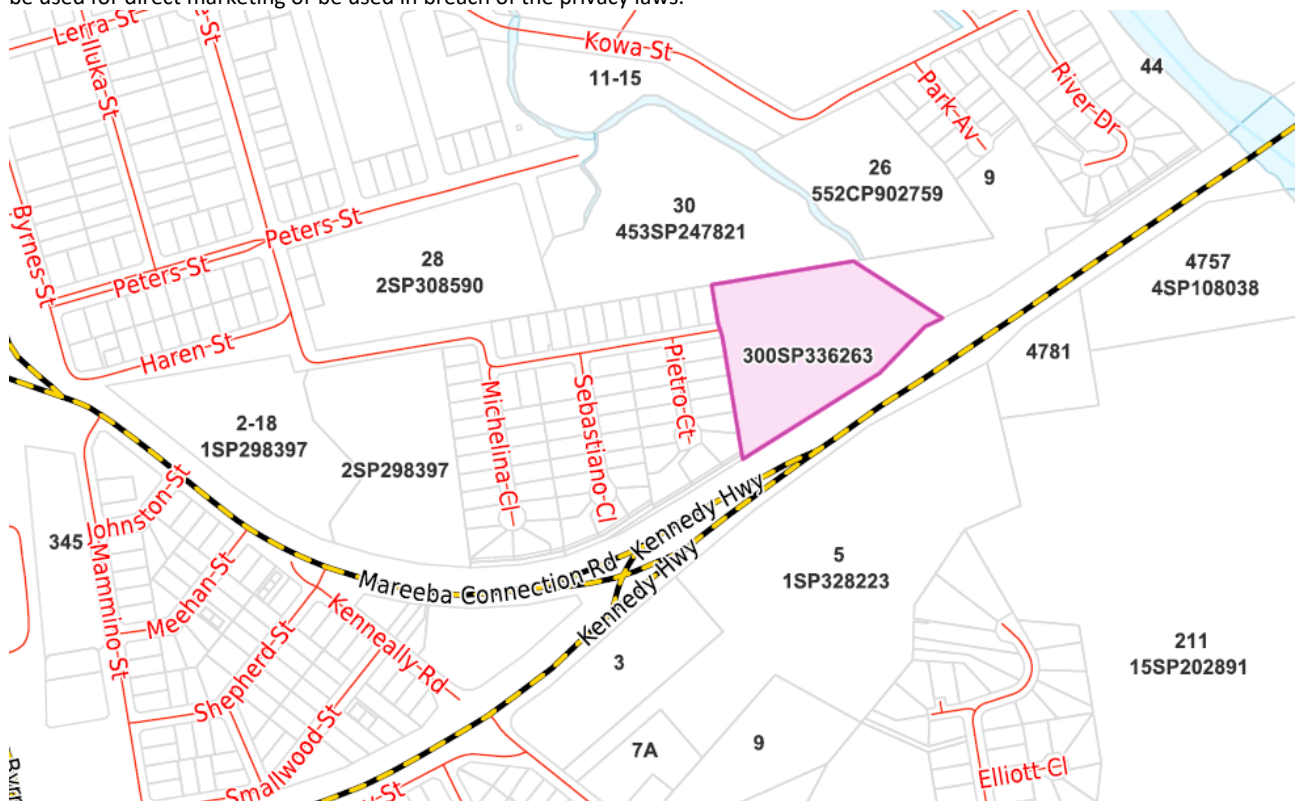 be used for direct marketing or be used in breach of the privacy laws.
Lerra St
lluka-St
e-St
Kowa-St
11-15
44
Park-Av
River-Dr
26
552CP902759
9
30
453SP247821
Byrnes-St
Peters-St
Peters-St
28
2SP308590
4757
4SP108038
Haren-St
300SP336263
4781
Michelina-Cl
Sebastiano-Cl
Pietro-Ct
2-18
1SP298397
2SP298397
345
Johnston-St
Mammino-St
Meehan-St
Kennedy-Hwy
Kennedy-Hwy
Mareeba Connection-Rd
5
1SP328223
Kenneally-Rd
Shepherd-St
3
211
15SP202891
Smallwood-St
7A
9
Elliott-Cl
y-St